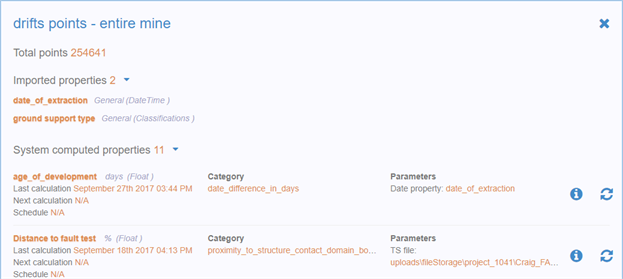 drifts points - entire mine
Total points 254641
Imported properties 2
date_of_extraction General (DateTime )
ground support type General (Classifications )
System computed properties 11
age_of_development days (Float ) Category Parameters
Last calculation September 27th 2017 03:44 PM date_difference_in_days Date property: date_of_extraction
Next calculation N/A
Schedule N/A
Distance to fault test % (Float ) Category Parameters
Last calculation September 18th 2017 04:13 PM proximity_to_structure_contact_domain_bo... TS file:
Next calculation N/A uploads\fileStorage\project_1041\Craig_FA...
Schedule N/A